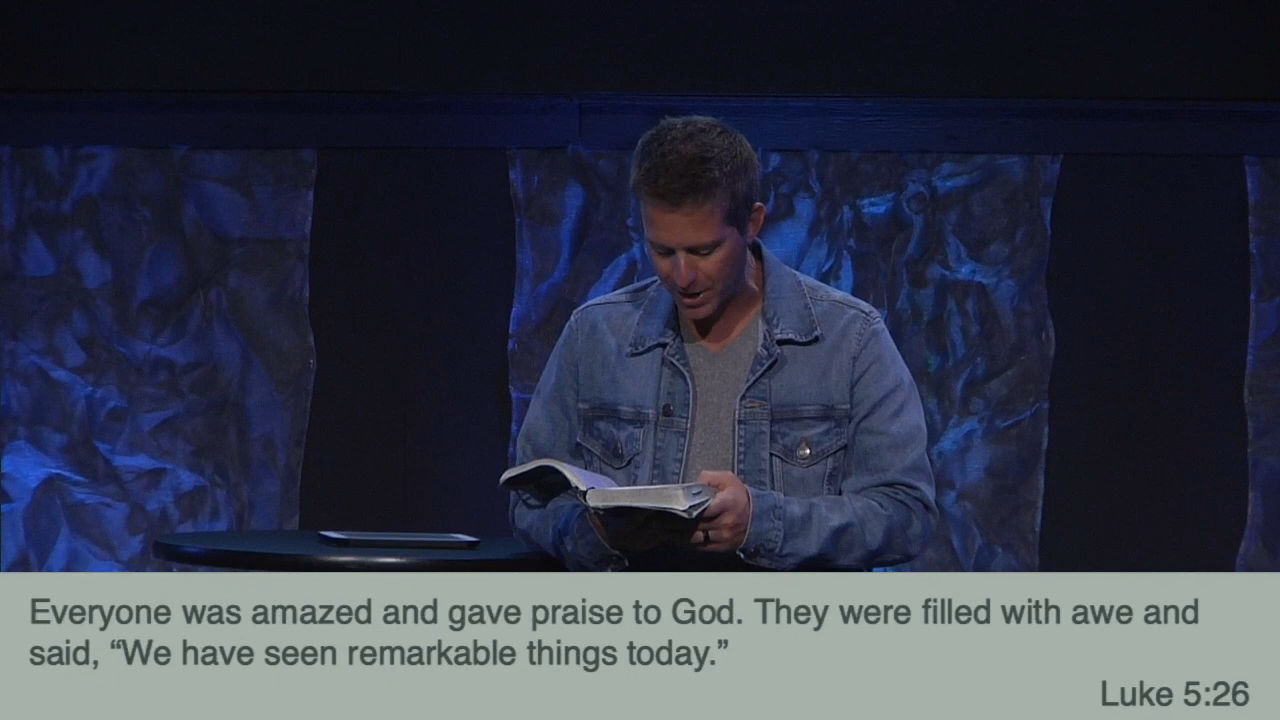 Everyone was amazed and gave praise to God. They were filled with awe and
said, “We have seen remarkable things today.”
Luke 5:26